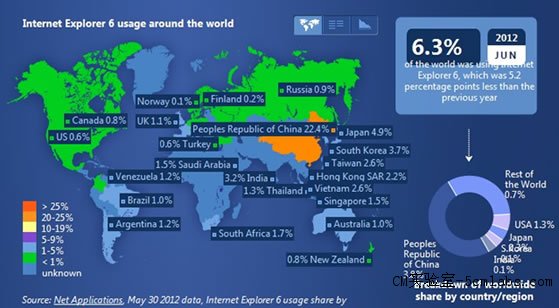 Internet Explorer 6 usage around the world
6.3%
2012
JUN
of the world was using Internet
Explorer 6, which was 5.2
percentage points less than the
previous year
Russia 0.9%
Norway 0.1%
Finland 0.2%
Canada 0.8%
UK 1.1%
Peoples Republic of China 22.4%
Japan 4.9%
US 0.6%
0.6% Turkey
South Korea 3.7%
1.5% Saudi Arabia
Taiwan 2.6%
Venezuela 1.2%
3.2% India
Hong Kong SAR 2.2%
1.3% Thailand
Vietnam 2.6%
Brazil 1.0%
Singapore 1.5%
Argentina 1.2%
Australia 1.0%
South Africa 1.7%
0.8% New Zealand
> 25%
20-25%
10-19%
5-9%
1-5%
< 1%
unknown
Rest of
the World
0.7%
USA 1.3%
Japan
S.Korea
0.1%
India
0.1%
Peoples
Republic
of China
of worldwide
share by country/region
Source: Net Applications, May 30 2012 data, Internet Explorer 6 usage share by